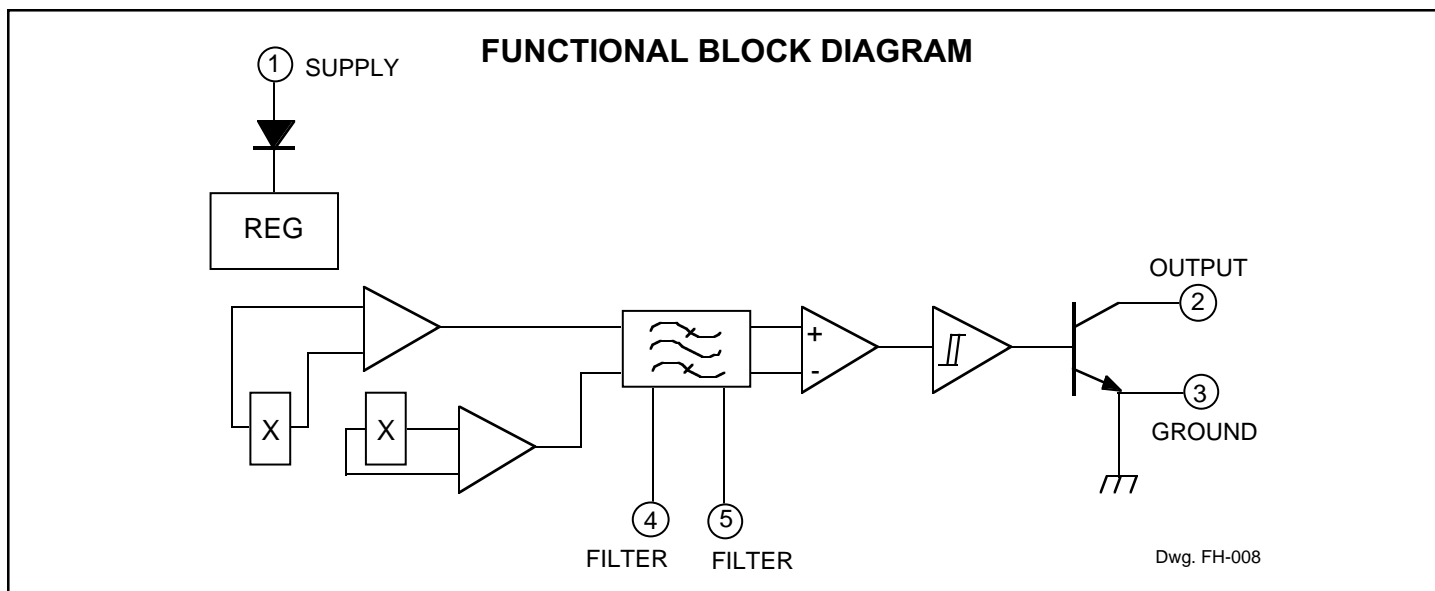 FUNCTIONAL BLOCK DIAGRAM
1 SUPPLY
REG
X
X
+
-
OUTPUT
2
3
GROUND
4
FILTER
5
FILTER
Dwg. FH-008